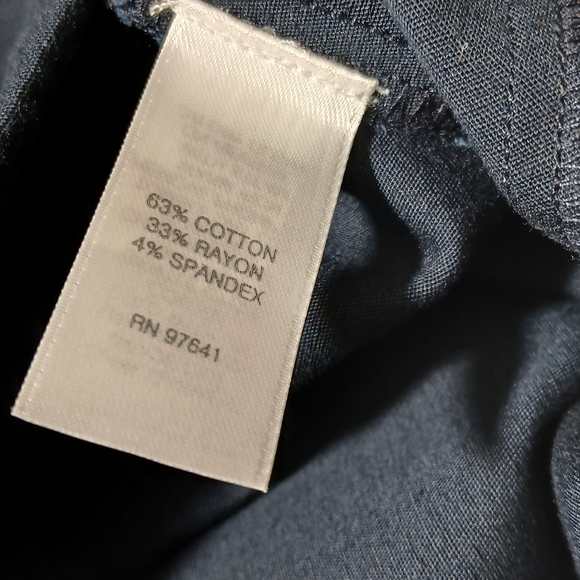 63% COTTON
33% RAYON
4% SPANDEX
RN 97641